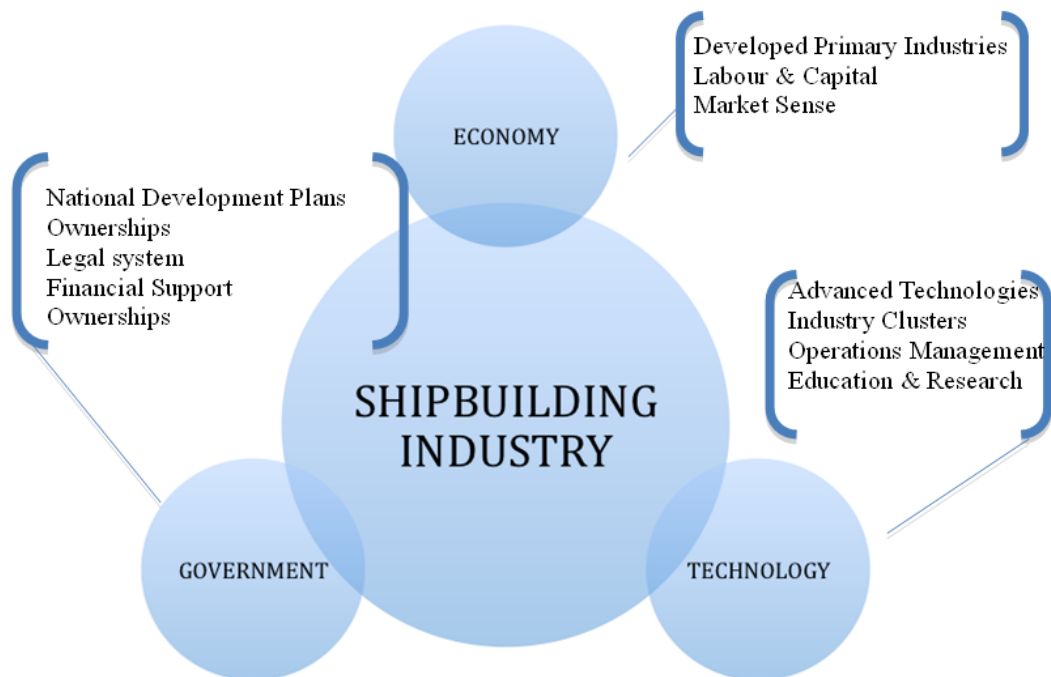 Developed Primary Industries
Labour & Capital
Market Sense
ECONOMY
National Development Plans
Ownerships
Legal system
Financial Support
Ownerships
Advanced Technologies
Industry Clusters
Operations Management
Education & Research
SHIPBUILDING
INDUSTRY
GOVERNMENT
TECHNOLOGY